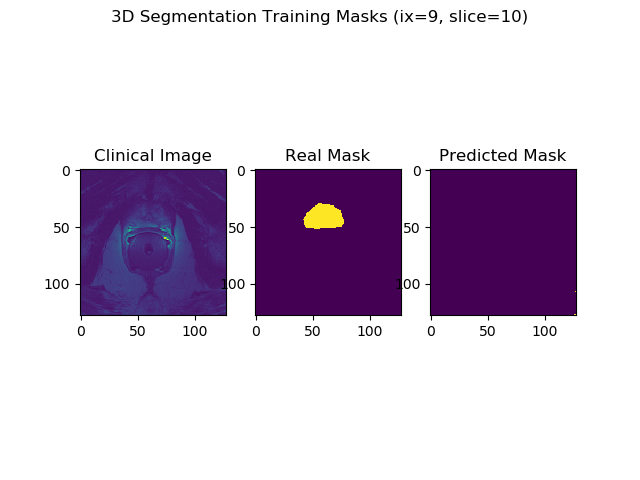 3D Segmentation Training Masks (ix=9, slice=10)
Clinical Image Real Mask Predicted Mask
0 0 0
50 50 50
100 100 100
0 50 100 0 50 100 0 50 100